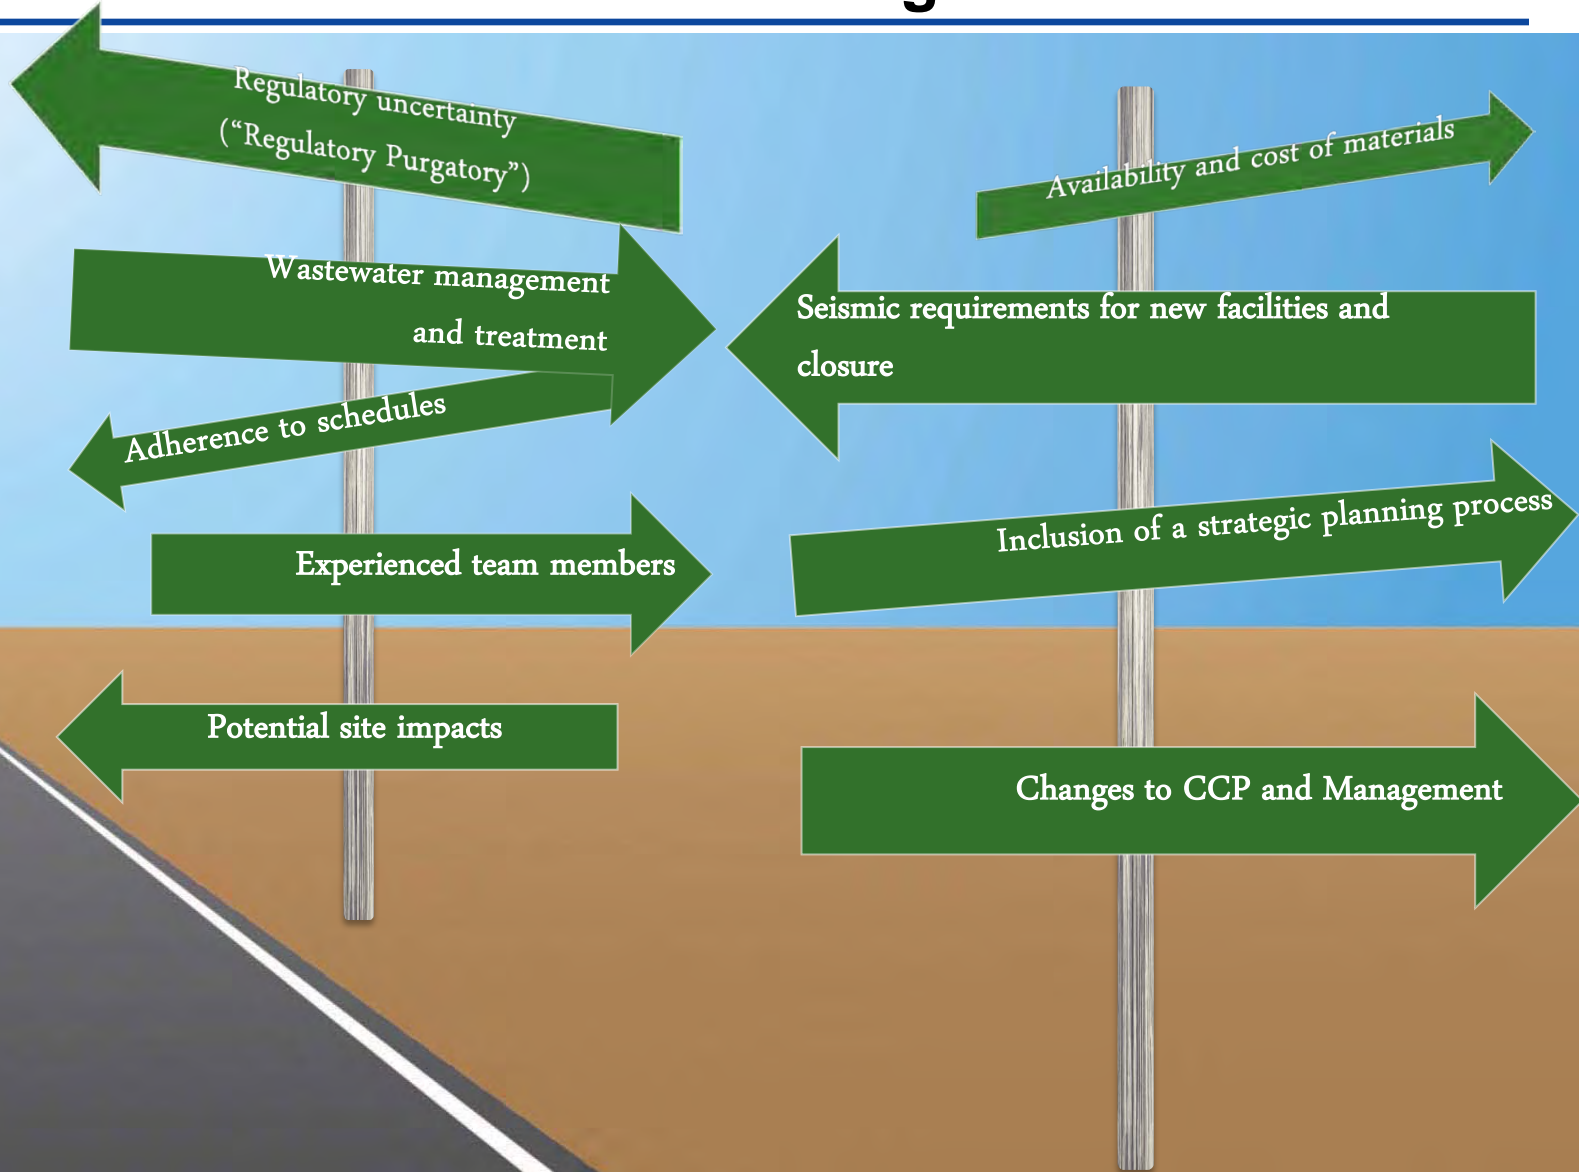 Regulatory uncertainty
(“Regulatory Purgatory”)
Wastewater management
and treatment
Adherence to schedules
Experienced team members
Potential site impacts
Availability and cost of materials
Seismic requirements for new facilities and
closure
Inclusion of a strategic planning process
Changes to CCP and Management